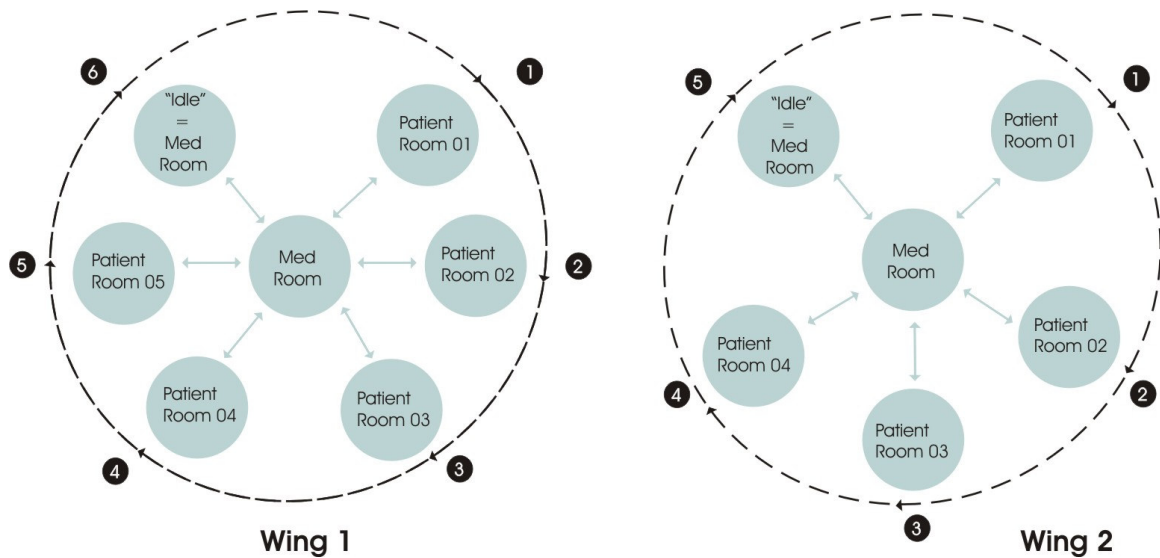 6
1
"Idle"
=
Med
Room
Patient
Room 01
5
Patient
Room 05
Med
Room
Patient
Room 02
2
Patient
Room 04
Patient
Room 03
4
3
Wing 1
5
1
"Idle"
=
Med
Room
Patient
Room 01
Med
Room
Patient
Room 04
Patient
Room 02
4
2
Patient
Room 03
3
Wing 2